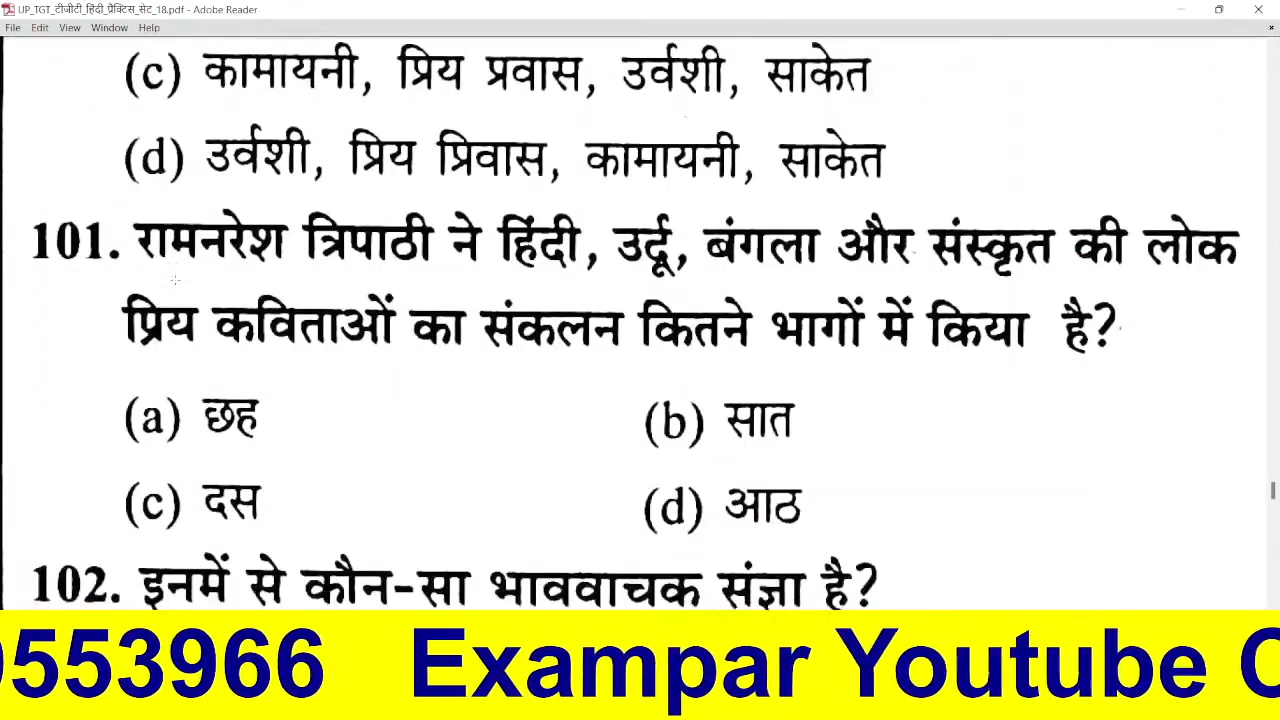 UP_TGT_टीजीटी_हिंदी_प्रैक्टिस_सेट_18.pdf - Adobe Reader
File Edit View Window Help
(c) कामायनी, प्रिय प्रवास, उर्वशी, साकेत
(d) उर्वशी, प्रिय प्रिवास, कामायनी, साकेत
101. रामनरेश त्रिपाठी ने हिंदी, उर्दू, बंगला और संस्कृत की लोक
प्रिय कविताओं का संकलन कितने भागों में किया है?
(a) छह (b) सात
(c) दस (d) आठ
102. इनमें से कौन-सा भाववाचक संज्ञा है?
9553966 Exampar Youtube C